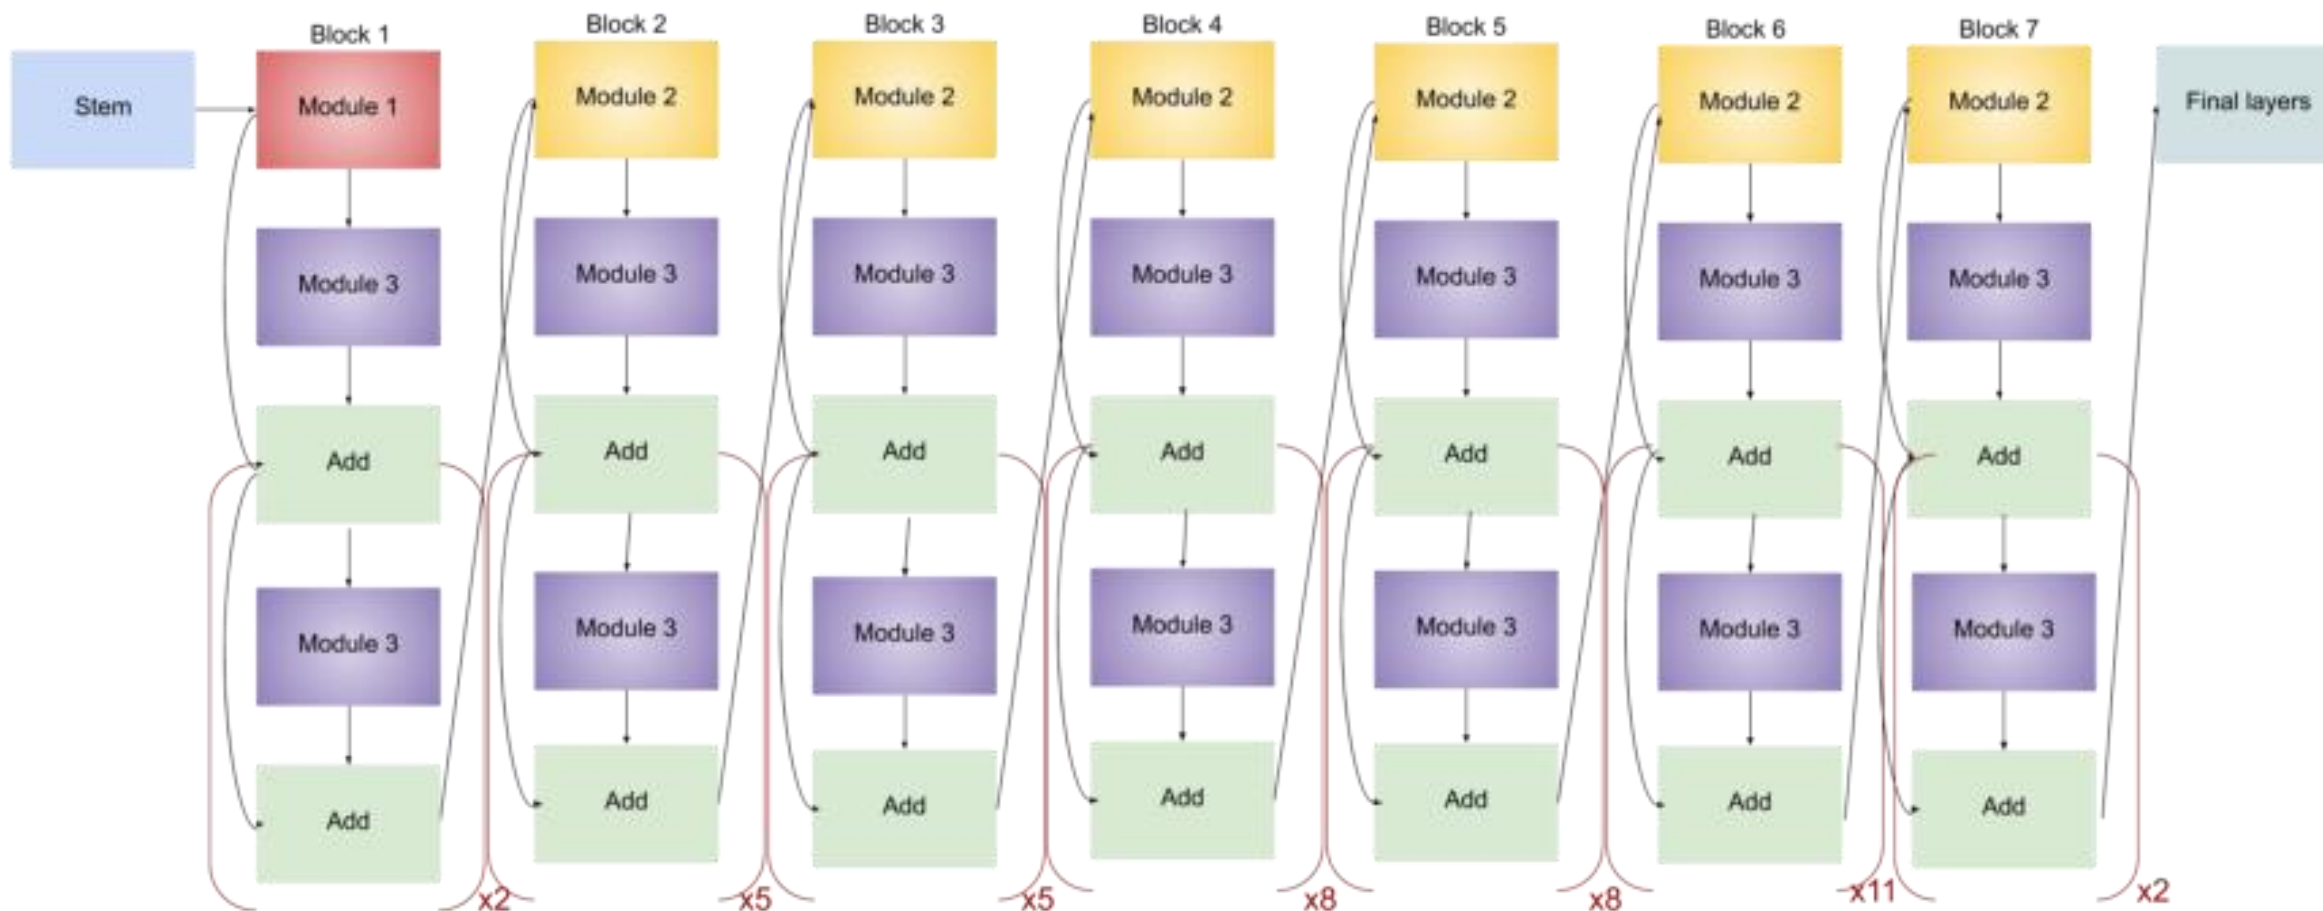 Block 1
Block 2
Block 3
Block 4
Block 5
Block 6
Block 7
Stem
Module 1
Module 2
Module 2
Module 2
Module 2
Module 2
Module 2
Final layers
Module 3
Module 3
Module 3
Module 3
Module 3
Module 3
Module 3
Add
Add
Add
Add
Add
Add
Add
Module 3
Module 3
Module 3
Module 3
Module 3
Module 3
Module 3
Add
Add
Add
Add
Add
Add
Add
x2
x5
x5
x8
x8
x11
x2